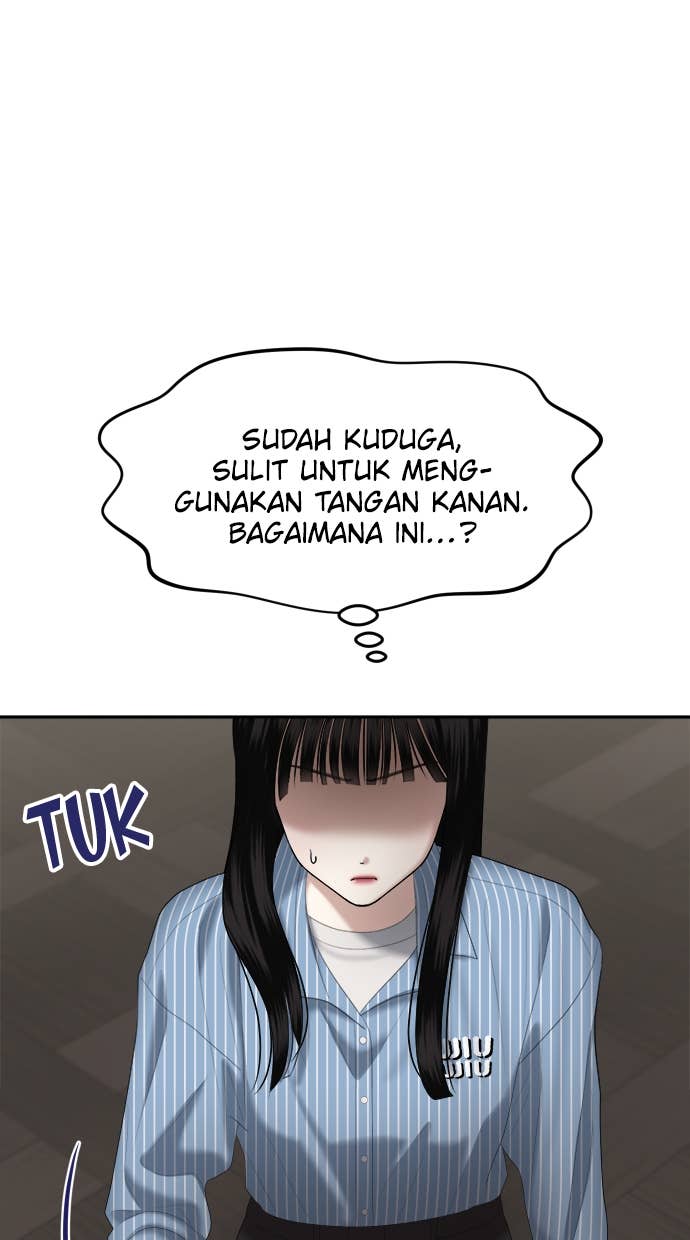 SUDAH KUDUGA,
SULIT UNTUK MENG-
GUNAKAN TANGAN KANAN.
BAGAIMANA INI...?
TUK